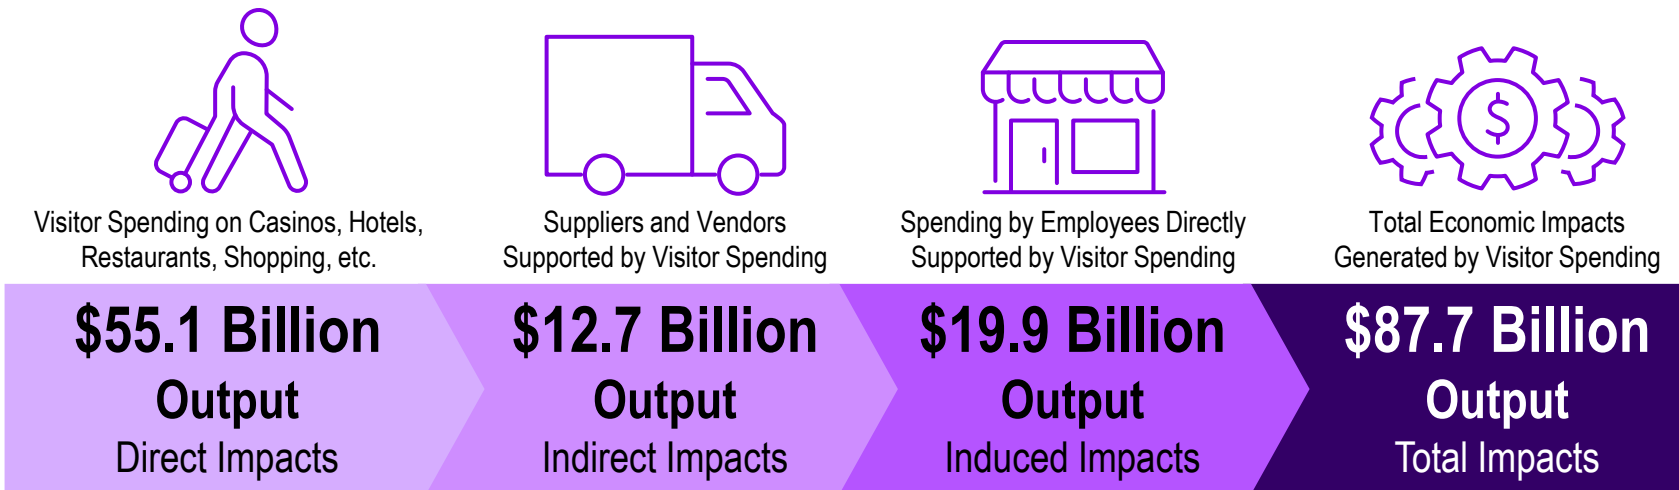 Visitor Spending on Casinos, Hotels,
Restaurants, Shopping, etc.
$55.1 Billion
Output
Direct Impacts
Suppliers and Vendors
Supported by Visitor Spending
$12.7 Billion
Output
Indirect Impacts
Spending by Employees Directly
Supported by Visitor Spending
$19.9 Billion
Output
Induced Impacts
$
Total Economic Impacts
Generated by Visitor Spending
$87.7 Billion
Output
Total Impacts